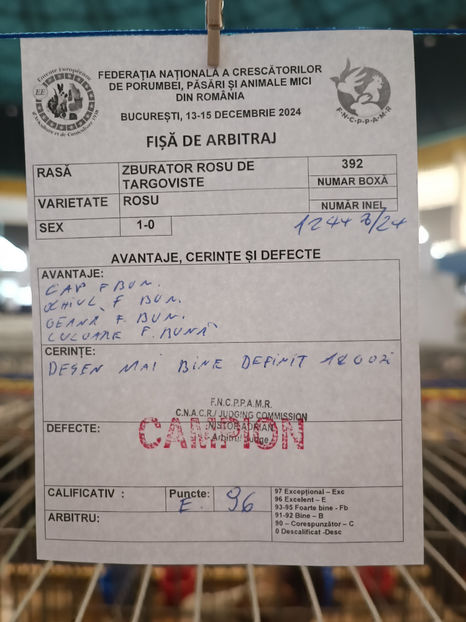 FEDERAȚIA NAȚIONALĂ A CRESCĂTORILOR
DE PORUMBEI, PĂSĂRI ȘI ANIMALE MICI
DIN ROMÂNIA
BUCUREȘTI, 13-15 DECEMBRIE 2024
F.N.C.P.P.A.M.R.
FIȘĂ DE ARBITRAJ
RASĂ
ZBURATOR ROSU DE
TARGOVISTE
392
NUMAR BOXĂ
VARIETATE
ROSU
NUMĂR INEL
SEX
1-0
AVANTAJE, CERINȚE ȘI DEFECTE
AVANTAJE:
CAP F BUN.
OCHIUL F BUN.
GEANA F. BUN.
CULOARE F. BUNĂ
CERINȚE:
DESEN MAI BINE DEFINIT
F.N.C.P.P.A.M.R.
C.N.A.C.R./ JUDGING COMMISSION
NISTOR ADRIAN
Arbitru/ Judge
DEFECTE:
CAMPION
CALIFICATIV :
Puncte:
E.
96
ARBITRU:
97 Excepțional – Exc
96 Excelent – E
93-95 Foarte bine - Fb
91-92 Bine – B
90 – Corespunzător – C
0 Descalificat -Desc